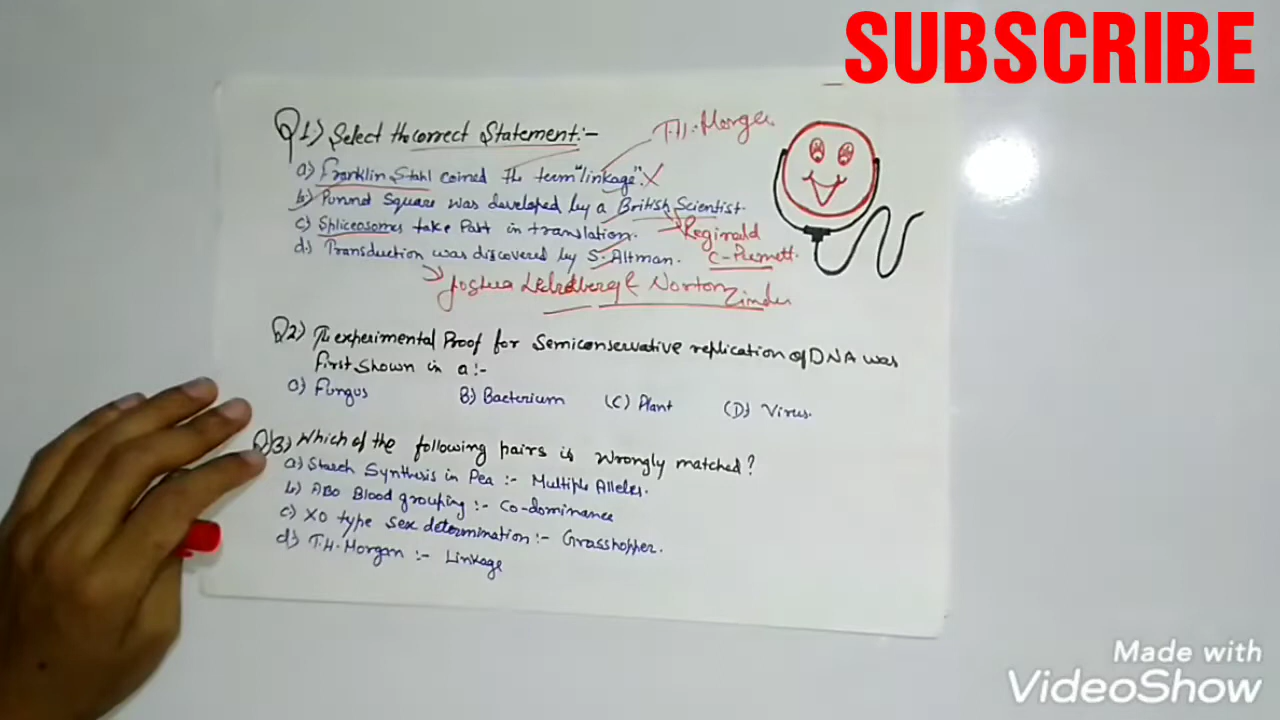 SUBSCRIBE
Q1) Select the correct Statement:-
T.H. Morgan
a) Franklin Stahl coined the term "linkage". X
b) Punnet Square was developed by a British Scientist.
c) Spliceosomes take Part in translation. → Reginald
d) Transduction was discovered by S. Altman. C-Punnett.
Joshua Lederberg & Norton Zinder
Q2) The experimental Proof for Semiconservative replication of DNA was
first shown in a:-
a) Fungus B) Bacterium (C) Plant (D) Virus.
Q3) Which of the following pairs is wrongly matched?
a) Starch Synthesis in Pea :- Multiple Alleles.
b) ABO Blood grouping :- Co-dominance
c) XO type Sex determination :- Grasshopper.
d) T.H. Morgan :- Linkage
Made with
VideoShow